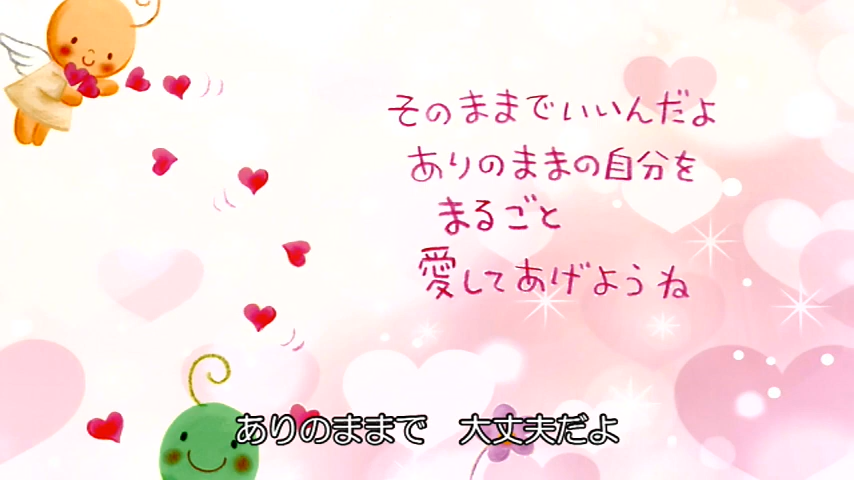 そのままでいいんだよ
ありのままの自分を
まるごと
愛してあげようね
ありのままで　大丈夫だよ